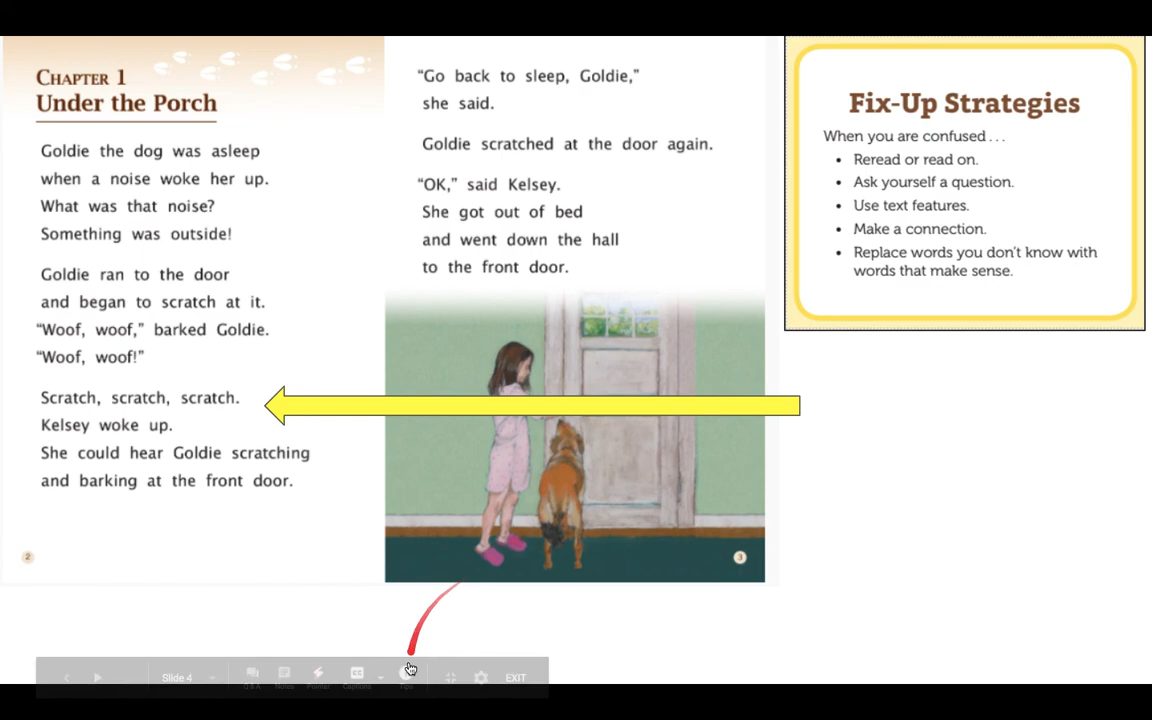 CHAPTER 1
Under the Porch
Goldie the dog was asleep
when a noise woke her up.
What was that noise?
Something was outside!
Goldie ran to the door
and began to scratch at it.
“Woof, woof,” barked Goldie.
“Woof, woof!”
Scratch, scratch, scratch.
Kelsey woke up.
She could hear Goldie scratching
and barking at the front door.
2
“Go back to sleep, Goldie,”
she said.
Goldie scratched at the door again.
“OK,” said Kelsey.
She got out of bed
and went down the hall
to the front door.
3
Fix-Up Strategies
When you are confused...
• Reread or read on.
• Ask yourself a question.
• Use text features.
• Make a connection.
• Replace words you don’t know with
words that make sense.
Slide 4
Q&A Notes Pointer CC Captions Tips EXIT